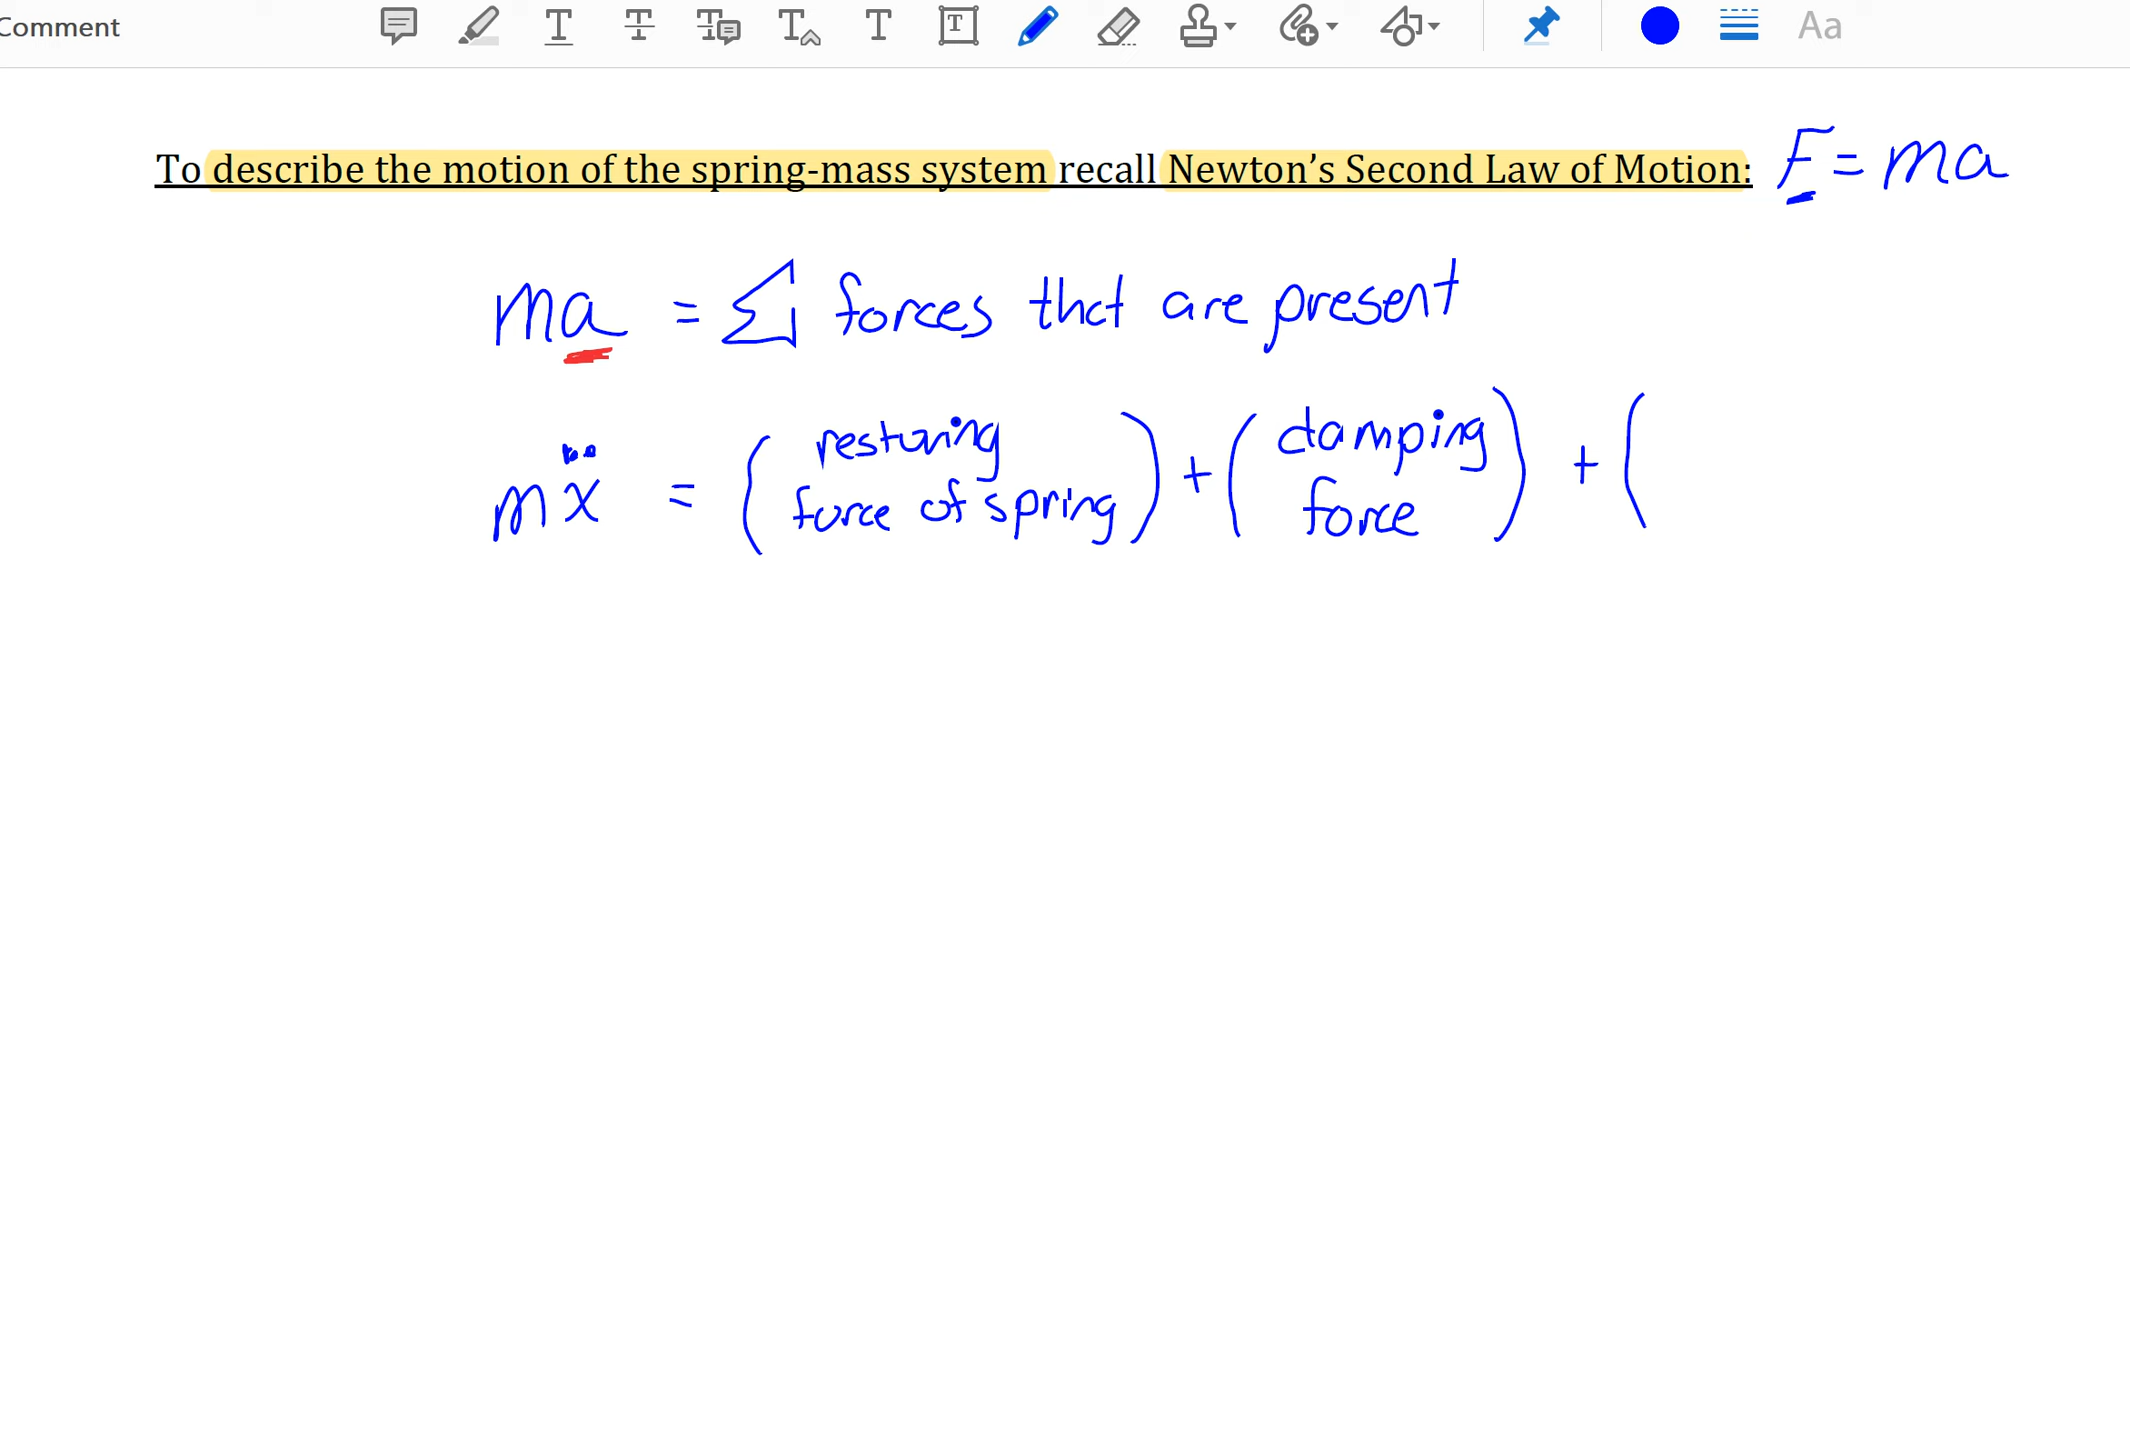 Comment
Aa
To describe the motion of the spring-mass system recall Newton’s Second Law of Motion: F = ma
ma = Σ forces that are present
mẍ = (restoring force of spring) + (damping force) + (